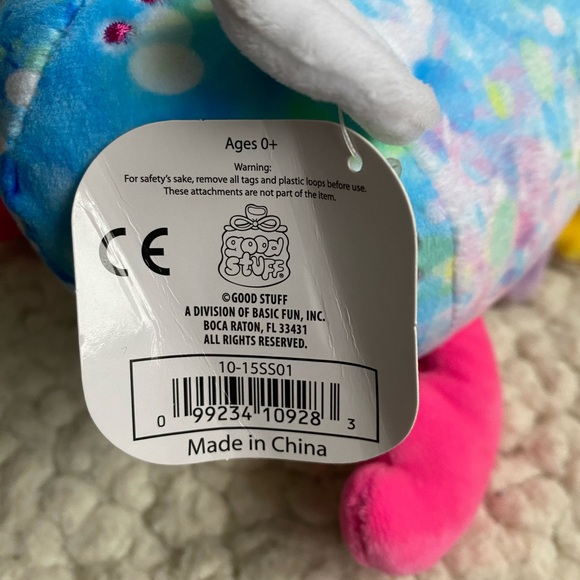 Ages 0+
Warning:
For safety's sake, remove all tags and plastic loops before use.
These attachments are not part of the item.
CE
good
STUFF
©GOOD STUFF
A DIVISION OF BASIC FUN, INC.
BOCA RATON, FL 33431
ALL RIGHTS RESERVED.
10-15SS01
0 99234 10928 3
Made in China